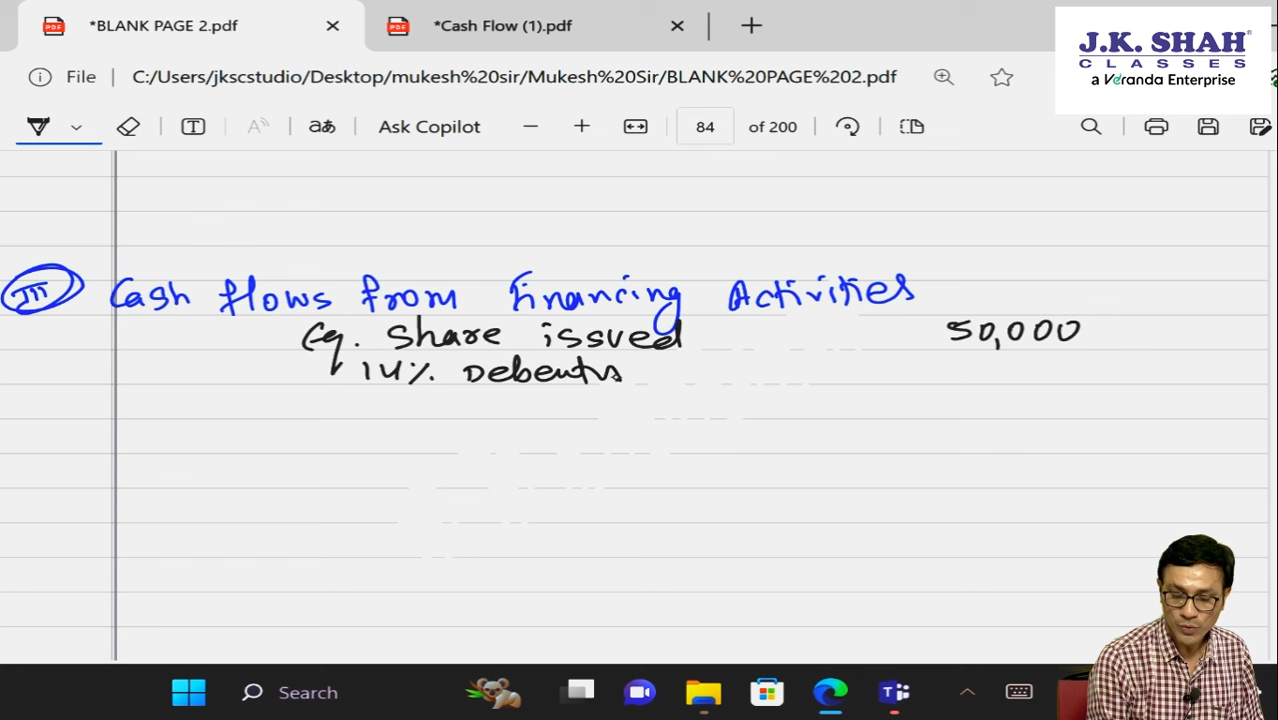 *BLANK PAGE 2.pdf
*Cash Flow (1).pdf
J.K. SHAH
CLASSES
a Veranda Enterprise
File
C:/Users/jkscstudio/Desktop/mukesh%20sir/Mukesh%20Sir/BLANK%20PAGE%202.pdf
Ask Copilot
84 of 200
III Cash flows from Financing Activities
Eq. Share issued 50,000
14% Debentu
Search